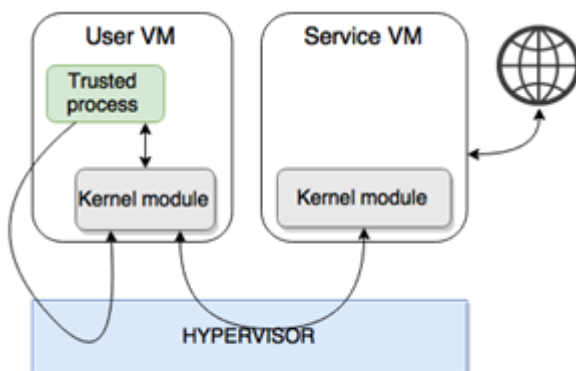 User VM
Service VM
Trusted
process
Kernel module
Kernel module
HYPERVISOR